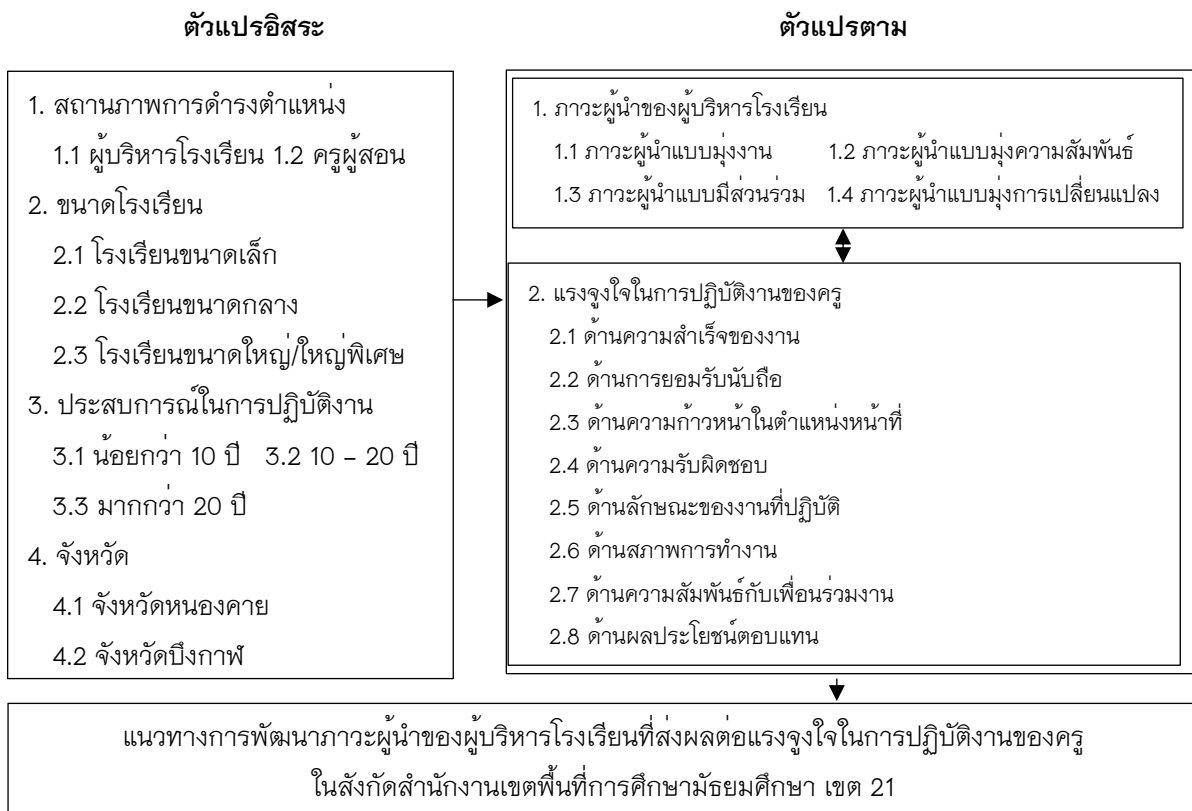 ตัวแปรอิสระ
ตัวแปรตาม
1. สถานภาพการดำรงตำแหน่ง
1.1 ผู้บริหารโรงเรียน 1.2 ครูผู้สอน
2. ขนาดโรงเรียน
2.1 โรงเรียนขนาดเล็ก
2.2 โรงเรียนขนาดกลาง
2.3 โรงเรียนขนาดใหญ่/ใหญ่พิเศษ
3. ประสบการณ์ในการปฏิบัติงาน
3.1 น้อยกว่า 10 ปี 3.2 10 – 20 ปี
3.3 มากกว่า 20 ปี
4. จังหวัด
4.1 จังหวัดหนองคาย
4.2 จังหวัดบึงกาฬ
1. ภาวะผู้นำของผู้บริหารโรงเรียน
1.1 ภาวะผู้นำแบบมุ่งงาน 1.2 ภาวะผู้นำแบบมุ่งความสัมพันธ์
1.3 ภาวะผู้นำแบบมีส่วนร่วม 1.4 ภาวะผู้นำแบบมุ่งการเปลี่ยนแปลง
2. แรงจูงใจในการปฏิบัติงานของครู
2.1 ด้านความสำเร็จของงาน
2.2 ด้านการยอมรับนับถือ
2.3 ด้านความก้าวหน้าในตำแหน่งหน้าที่
2.4 ด้านความรับผิดชอบ
2.5 ด้านลักษณะของงานที่ปฏิบัติ
2.6 ด้านสภาพการทำงาน
2.7 ด้านความสัมพันธ์กับเพื่อนร่วมงาน
2.8 ด้านผลประโยชน์ตอบแทน
แนวทางการพัฒนาภาวะผู้นำของผู้บริหารโรงเรียนที่ส่งผลต่อแรงจูงใจในการปฏิบัติงานของครู
ในสังกัดสำนักงานเขตพื้นที่การศึกษามัธยมศึกษา เขต 21